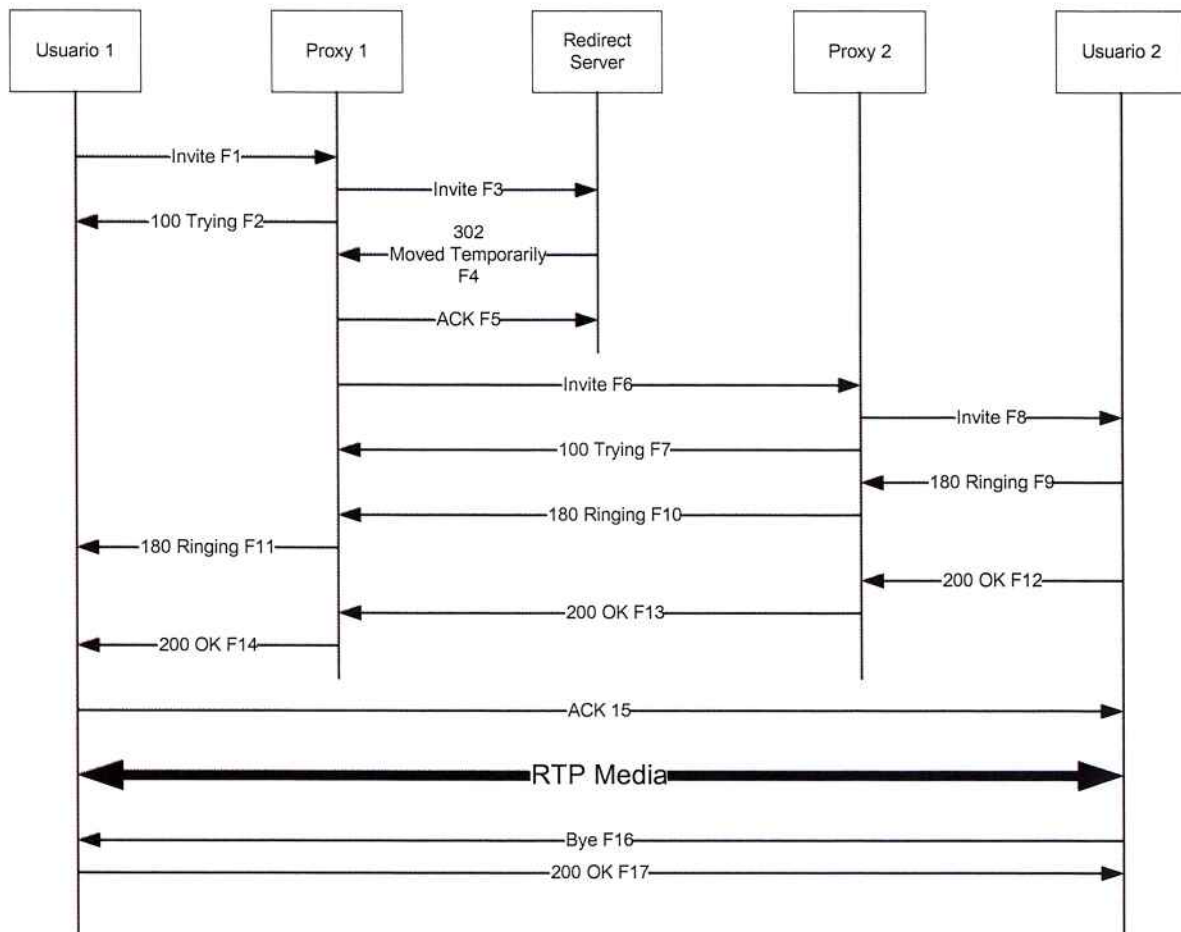 Usuario 1
Proxy 1
Redirect
Server
Proxy 2
Usuario 2
Invite F1
Invite F3
100 Trying F2
302
Moved Temporarily
F4
ACK F5
Invite F6
Invite F8
100 Trying F7
180 Ringing F9
180 Ringing F10
180 Ringing F11
200 OK F12
200 OK F13
200 OK F14
ACK 15
RTP Media
Bye F16
200 OK F17